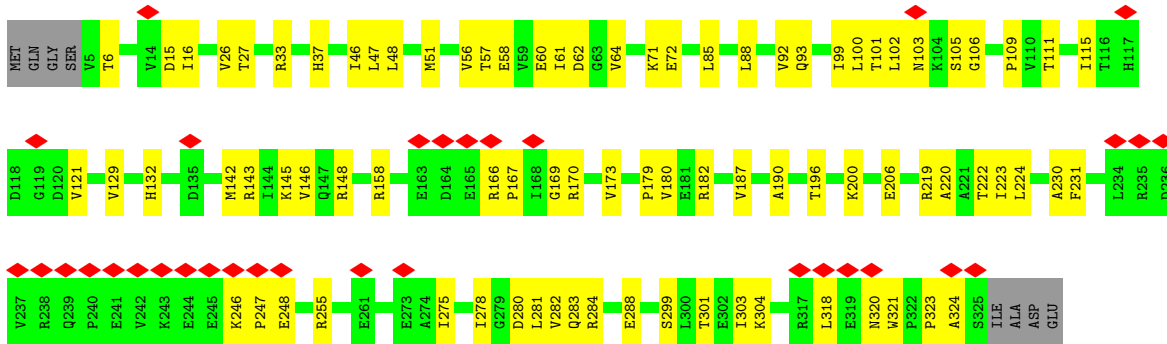 MET GLN GLY SER V5 T6 V14 D15 I16 V26 T27 R33 H37 I46 L47 L48 M51 V56 T57 E58 V59 E60 I61 D62 G63 V64 K71 E72 L85 L88 V92 Q93 I99 L100 T101 L102 N103 K104 S105 G106 P109 V110 T111 I115 T116 H117
D118 G119 D120 V121 V129 H132 D135 M142 R143 I144 K145 V146 Q147 R148 R158 E163 D164 E165 R166 P167 I168 G169 R170 V173 P179 V180 E181 R182 V187 A190 T196 K200 E206 R219 A220 A221 T222 I223 L224 A230 F231 L234 R235
V237 R238 Q239 P240 E241 V242 K243 E244 E245 K246 P247 E248 R255 E261 E273 A274 I275 I278 G279 D280 L281 V282 Q283 R284 E288 S299 L300 T301 E302 I303 K304 R317 L318 E319 N320 W321 P322 P323 A324 S325 ILE ALA ASP GLU